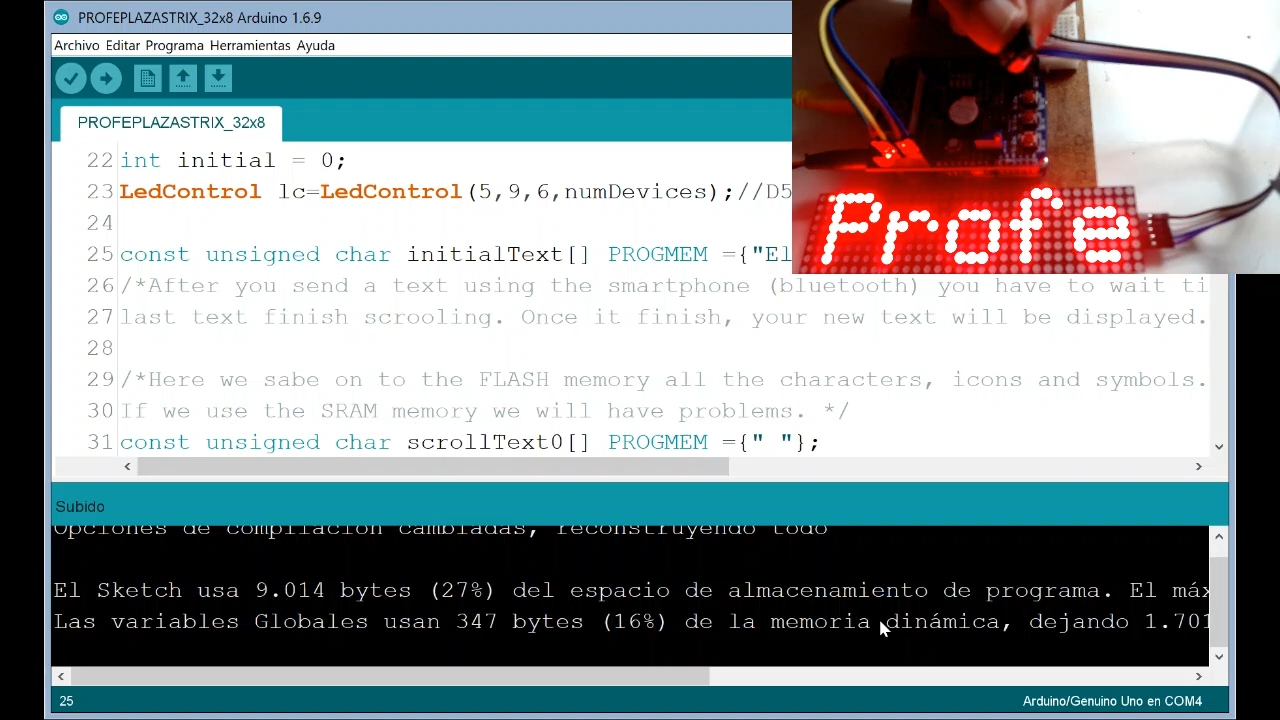 PROFEPLAZASTRIX_32x8 Arduino 1.6.9
Archivo Editar Programa Herramientas Ayuda
PROFEPLAZASTRIX_32x8
22 int initial = 0;
23 LedControl lc=LedControl(5,9,6,numDevices);//D5
24
25 const unsigned char initialText[] PROGMEM ={"El
26 /*After you send a text using the smartphone (bluetooth) you have to wait ti
27 last text finish scrooling. Once it finish, your new text will be displayed.
28
29 /*Here we sabe on to the FLASH memory all the characters, icons and symbols.
30 If we use the SRAM memory we will have problems. */
31 const unsigned char scrollText0[] PROGMEM ={" "};
Profe
Subido
Opciones de compilación cambiadas, reconstruyendo todo
El Sketch usa 9.014 bytes (27%) del espacio de almacenamiento de programa. El máx
Las variables Globales usan 347 bytes (16%) de la memoria dinámica, dejando 1.701
25
Arduino/Genuino Uno en COM4